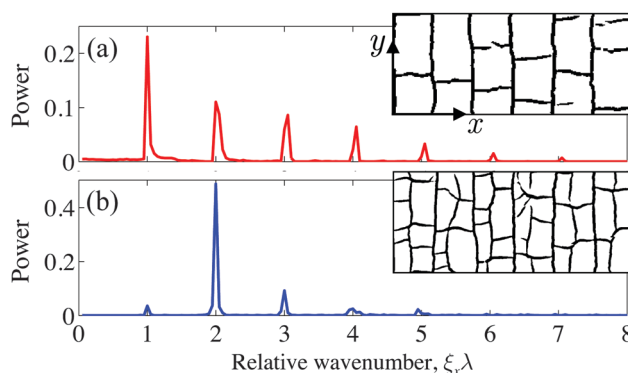 (a)
Power
0.2
0.1
0
y
x
(b)
Power
0.4
0.2
0
0 1 2 3 4 5 6 7 8
Relative wavenumber, ξₓλ